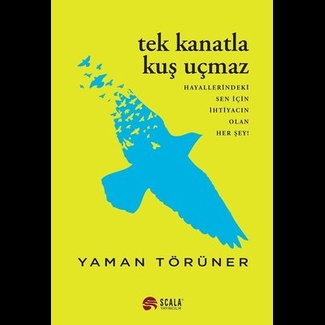 tek kanatla
kuş uçmaz
HAYALLERİNDEKİ
SEN İÇİN
İHTİYACIN
OLAN
HER ŞEY!
YAMAN TÖRÜNER
SCALA
YAYINCILIK